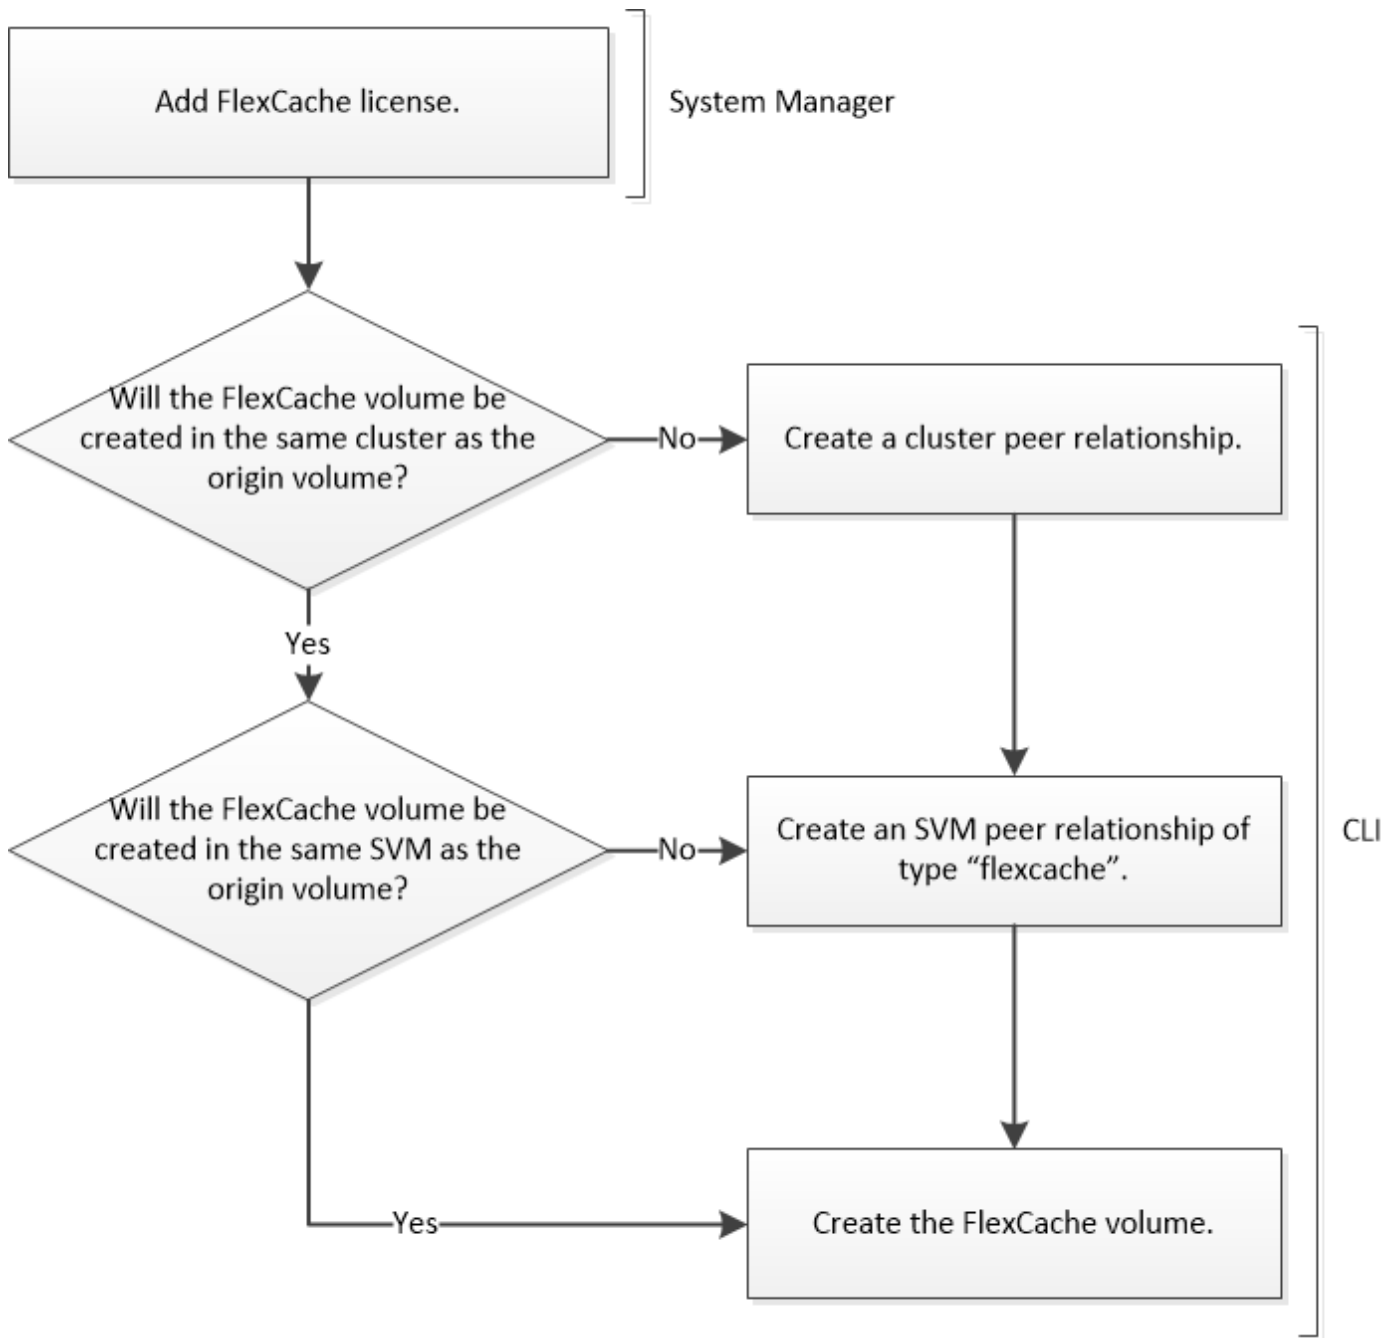 Add FlexCache license.
System Manager
Will the FlexCache volume be
created in the same cluster as the
origin volume?
No
Create a cluster peer relationship.
Yes
Will the FlexCache volume be
created in the same SVM as the
origin volume?
No
Create an SVM peer relationship of
type “flexcache”.
CLI
Yes
Create the FlexCache volume.